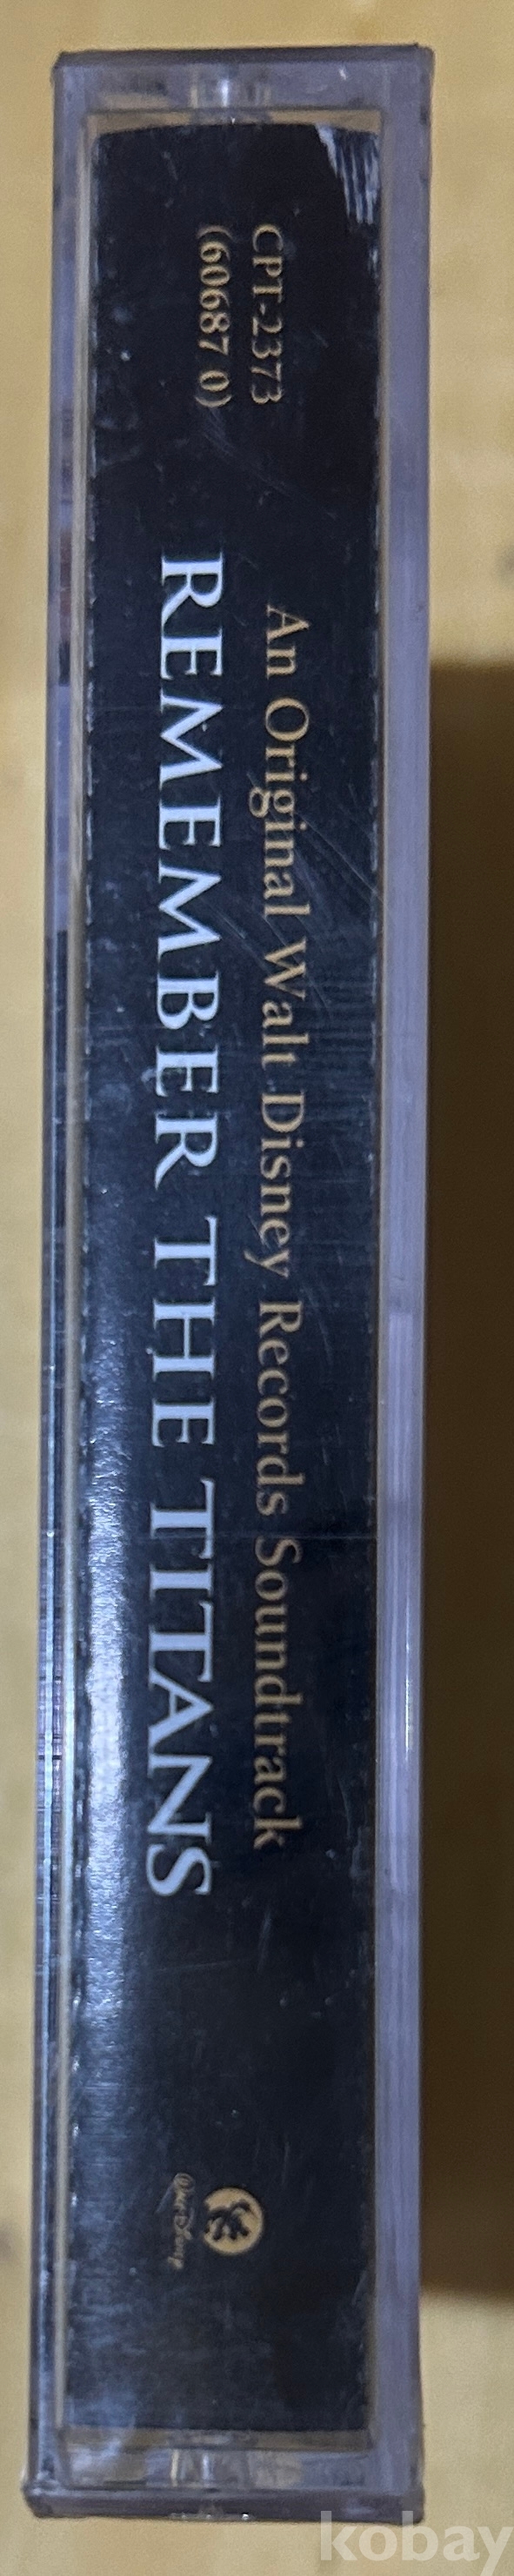 CPT-2373
(60687 0)
An Original Walt Disney Records Soundtrack
REMEMBER THE TITANS
Walt Disney
kobay